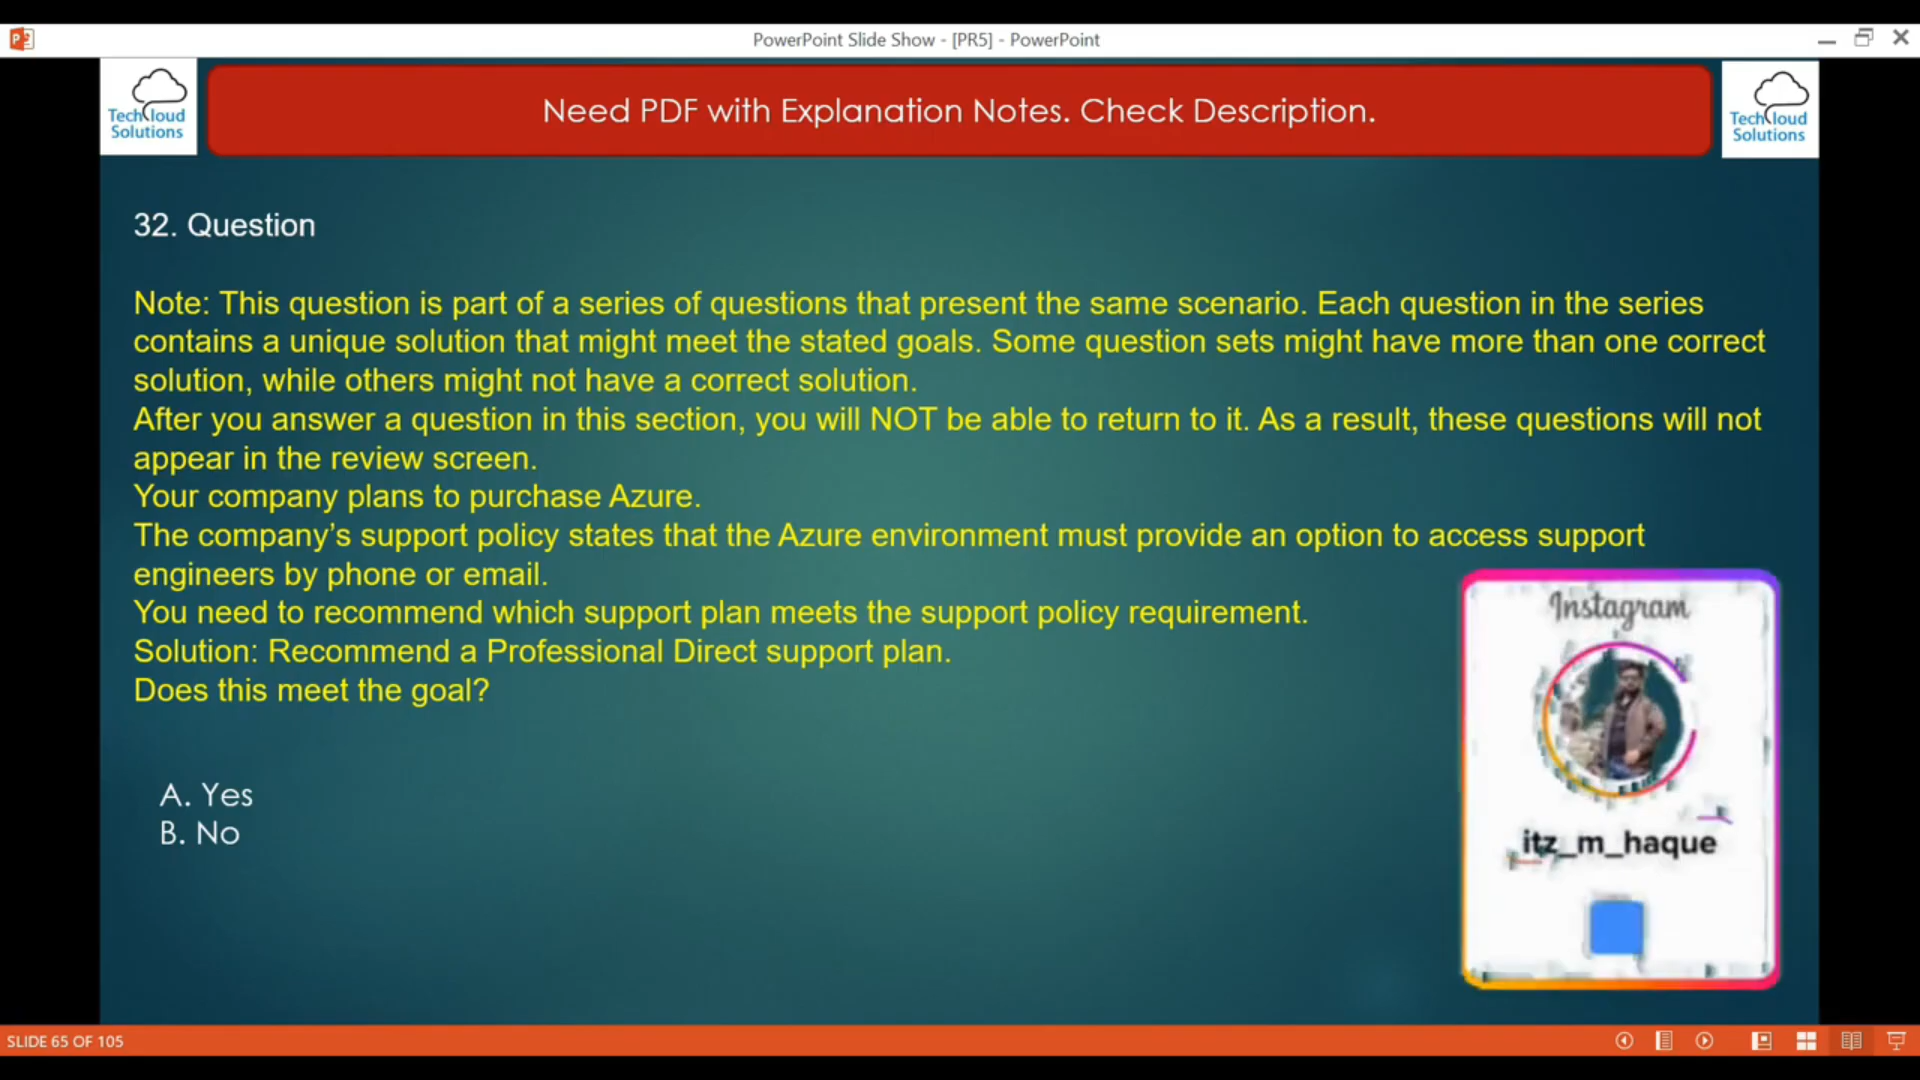 PowerPoint Slide Show - [PR5] - PowerPoint
Techcloud
Solutions
Need PDF with Explanation Notes. Check Description.
Techcloud
Solutions
32. Question
Note: This question is part of a series of questions that present the same scenario. Each question in the series
contains a unique solution that might meet the stated goals. Some question sets might have more than one correct
solution, while others might not have a correct solution.
After you answer a question in this section, you will NOT be able to return to it. As a result, these questions will not
appear in the review screen.
Your company plans to purchase Azure.
The company’s support policy states that the Azure environment must provide an option to access support
engineers by phone or email.
You need to recommend which support plan meets the support policy requirement.
Solution: Recommend a Professional Direct support plan.
Does this meet the goal?
A. Yes
B. No
Instagram
itz_m_haque
SLIDE 65 OF 105